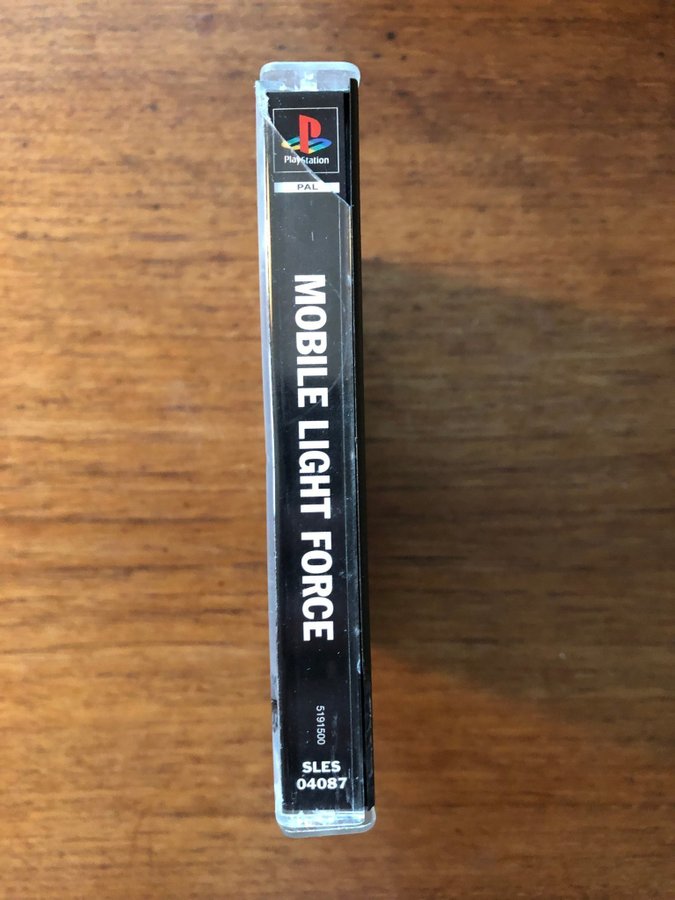 PlayStation
PAL
MOBILE LIGHT FORCE
5191500
SLES
04087